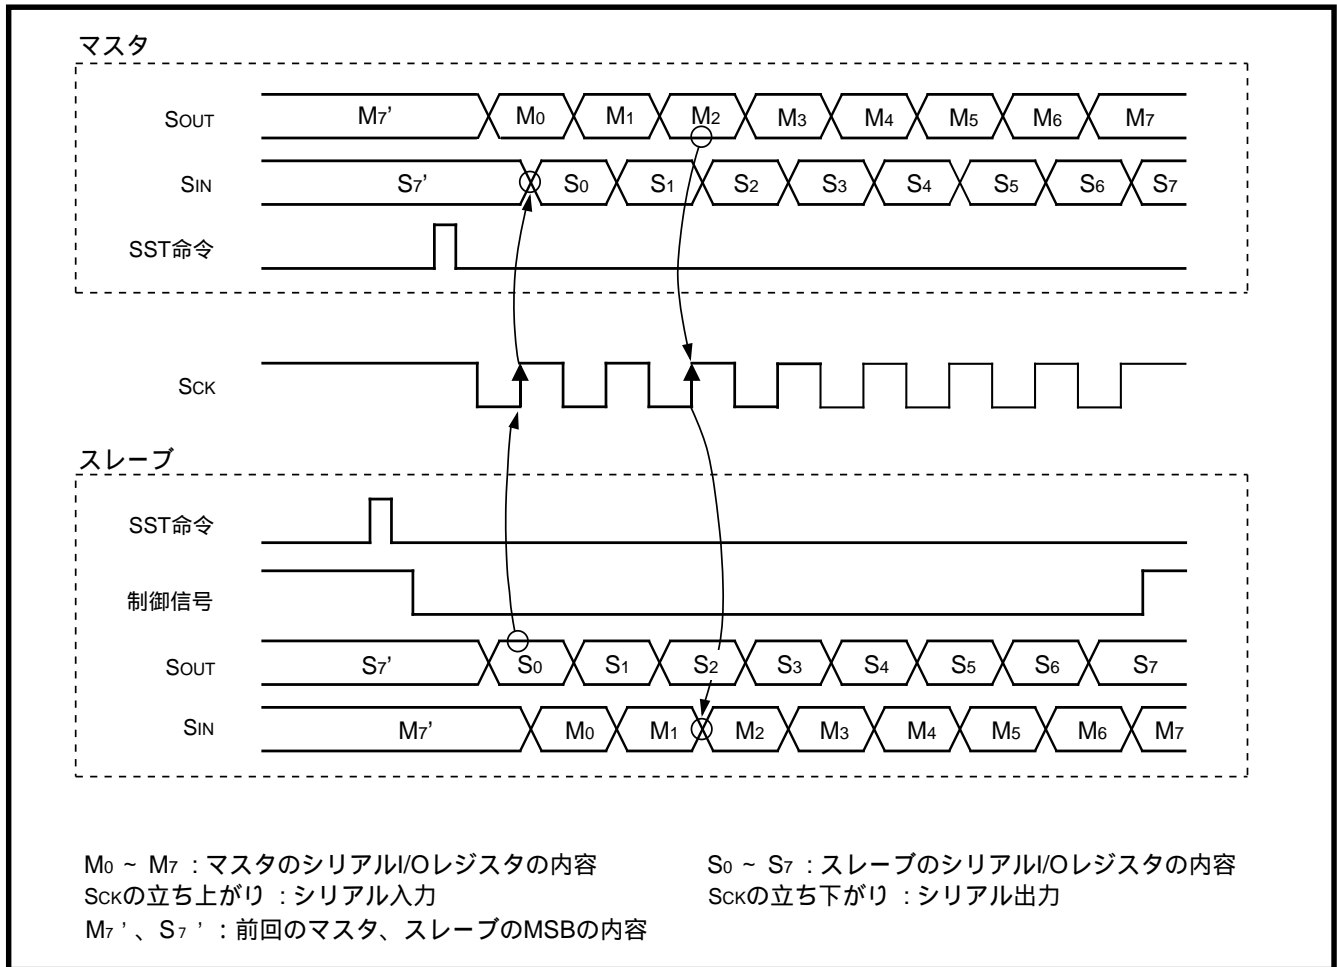 マスタ
SOUT M7' M0 M1 M2 M3 M4 M5 M6 M7
SIN S7' S0 S1 S2 S3 S4 S5 S6 S7
SST命令
SCK
スレーブ
SST命令
制御信号
SOUT S7' S0 S1 S2 S3 S4 S5 S6 S7
SIN M7' M0 M1 M2 M3 M4 M5 M6 M7
M0 ~ M7 : マスタのシリアルI/Oレジスタの内容 S0 ~ S7 : スレーブのシリアルI/Oレジスタの内容
SCKの立ち上がり : シリアル入力 SCKの立ち下がり : シリアル出力
M7 ' 、S7 ' : 前回のマスタ、スレーブのMSBの内容